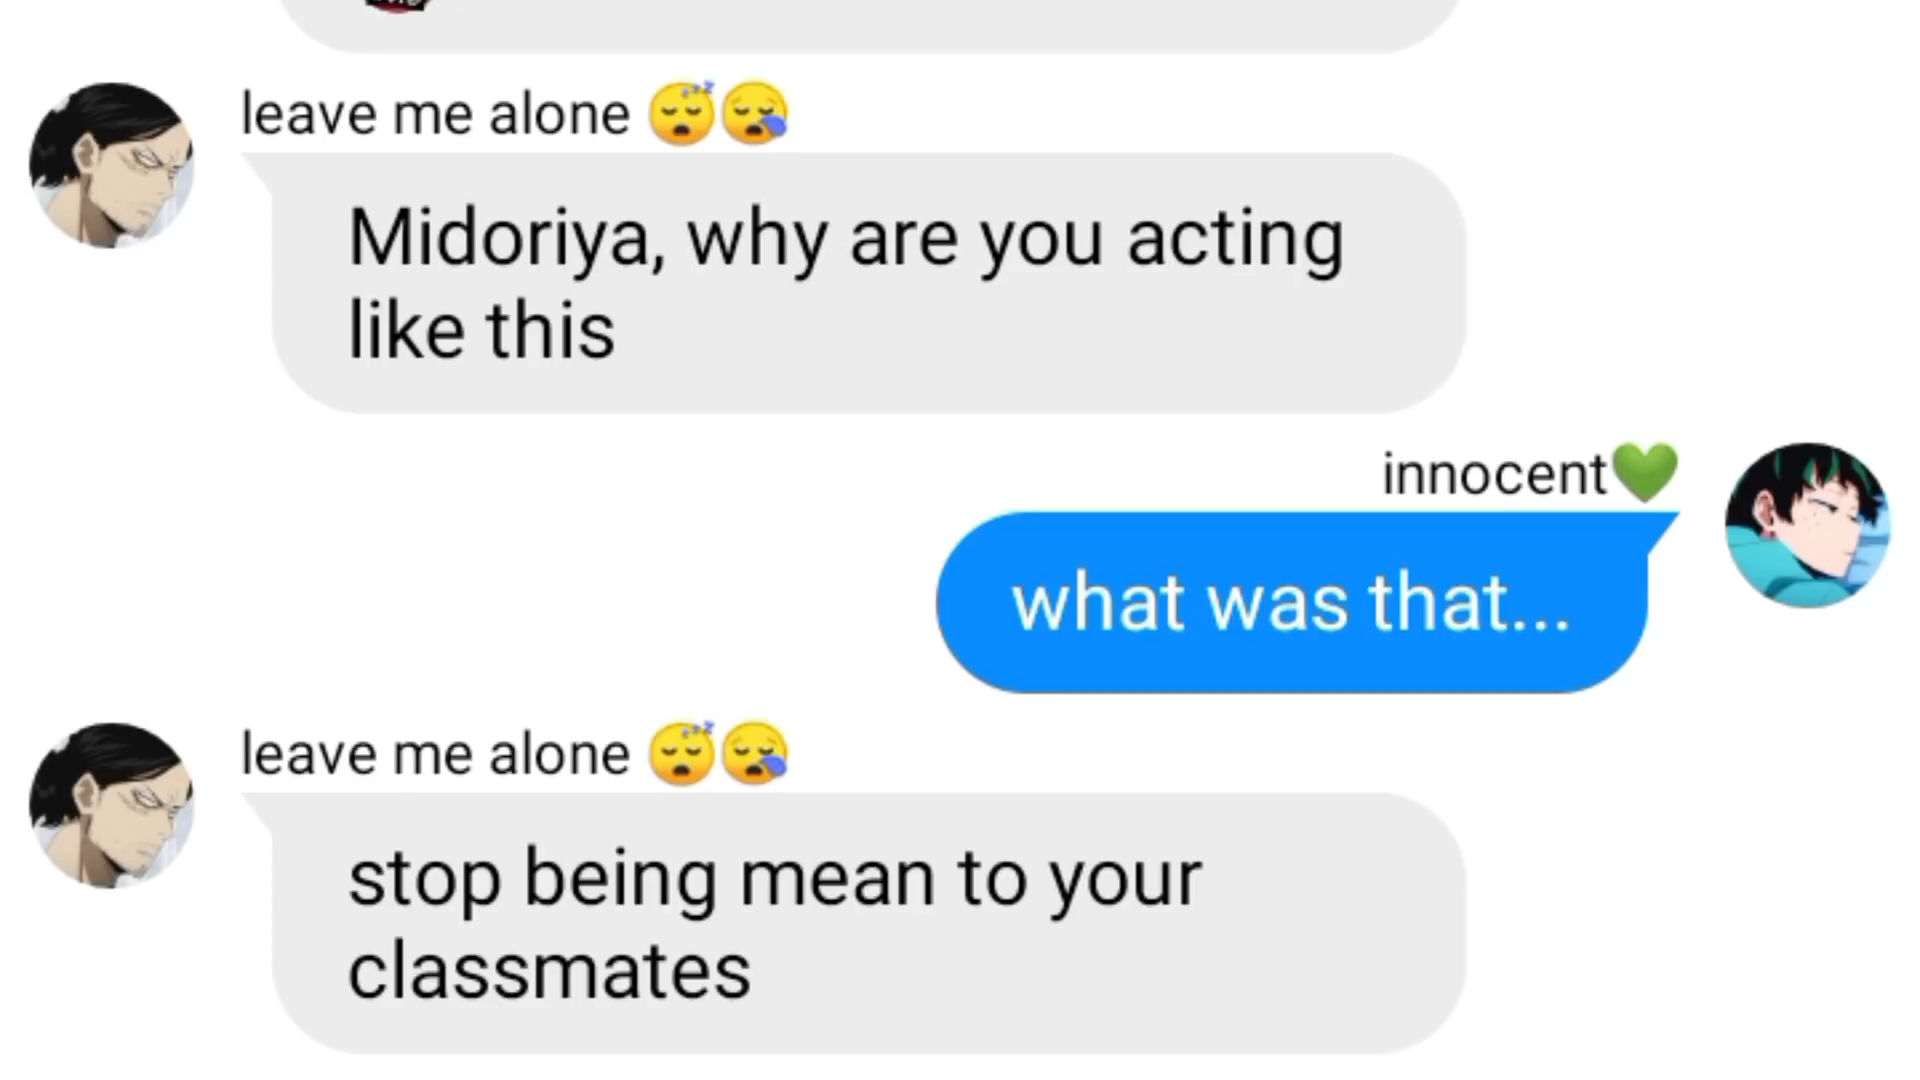 leave me alone 😴😪
Midoriya, why are you acting
like this
innocent💚
what was that...
leave me alone 😴😪
stop being mean to your
classmates